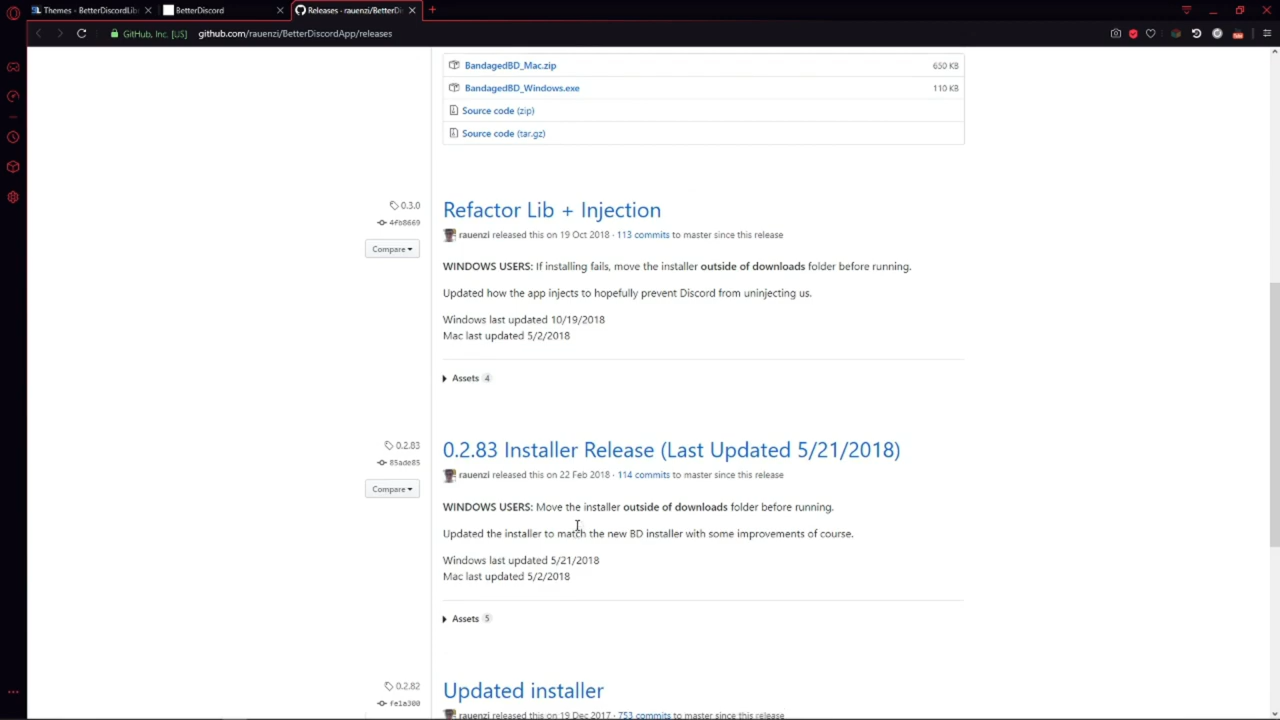 Themes - BetterDiscordLib
BetterDiscord
Releases · rauenzi/BetterDi
GitHub, Inc. [US]
github.com/rauenzi/BetterDiscordApp/releases
BandagedBD_Mac.zip
650 KB
BandagedBD_Windows.exe
110 KB
Source code (zip)
Source code (tar.gz)
0.3.0
4fb8669
Compare
Refactor Lib + Injection
rauenzi released this on 19 Oct 2018 · 113 commits to master since this release
WINDOWS USERS: If installing fails, move the installer outside of downloads folder before running.
Updated how the app injects to hopefully prevent Discord from uninjecting us.
Windows last updated 10/19/2018
Mac last updated 5/2/2018
Assets 4
0.2.83
85ade85
Compare
0.2.83 Installer Release (Last Updated 5/21/2018)
rauenzi released this on 22 Feb 2018 · 114 commits to master since this release
WINDOWS USERS: Move the installer outside of downloads folder before running.
Updated the installer to match the new BD installer with some improvements of course.
Windows last updated 5/21/2018
Mac last updated 5/2/2018
Assets 5
0.2.82
fe1a300
Updated installer
rauenzi released this on 19 Dec 2017 · 753 commits to master since this release